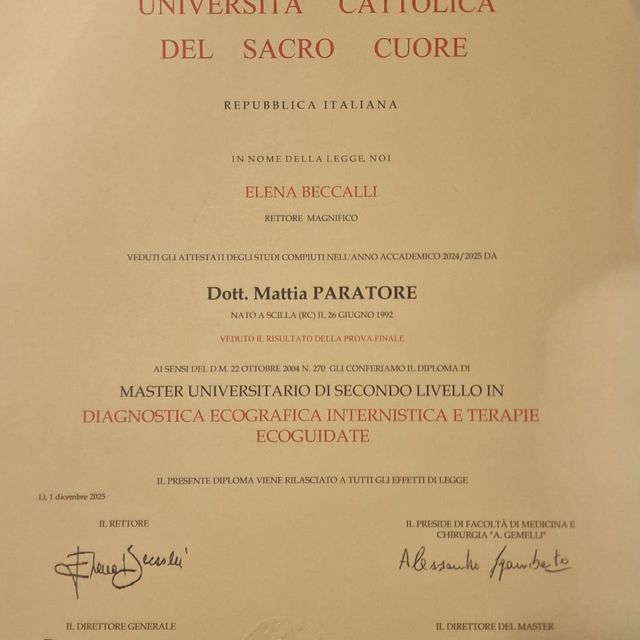 UNIVERSITÀ CATTOLICA
DEL SACRO CUORE
REPUBBLICA ITALIANA
IN NOME DELLA LEGGE, NOI
ELENA BECCALLI
RETTORE MAGNIFICO
VEDUTI GLI ATTESTATI DEGLI STUDI COMPIUTI NELL'ANNO ACCADEMICO 2024/2025 DA
Dott. Mattia PARATORE
NATO A SCILLA (RC) IL 26 GIUGNO 1992
VEDUTO IL RISULTATO DELLA PROVA FINALE
AI SENSI DEL D.M. 22 OTTOBRE 2004 N. 270 GLI CONFERIAMO IL DIPLOMA DI
MASTER UNIVERSITARIO DI SECONDO LIVELLO IN
DIAGNOSTICA ECOGRAFICA INTERNISTICA E TERAPIE
ECOGUIDATE
IL PRESENTE DIPLOMA VIENE RILASCIATO A TUTTI GLI EFFETTI DI LEGGE
Lì, 1 dicembre 2025
IL RETTORE
IL PRESIDE DI FACOLTÀ DI MEDICINA E
CHIRURGIA "A. GEMELLI"
Elena Beccalli
Alessandro Sgambato
IL DIRETTORE GENERALE
IL DIRETTORE DEL MASTER